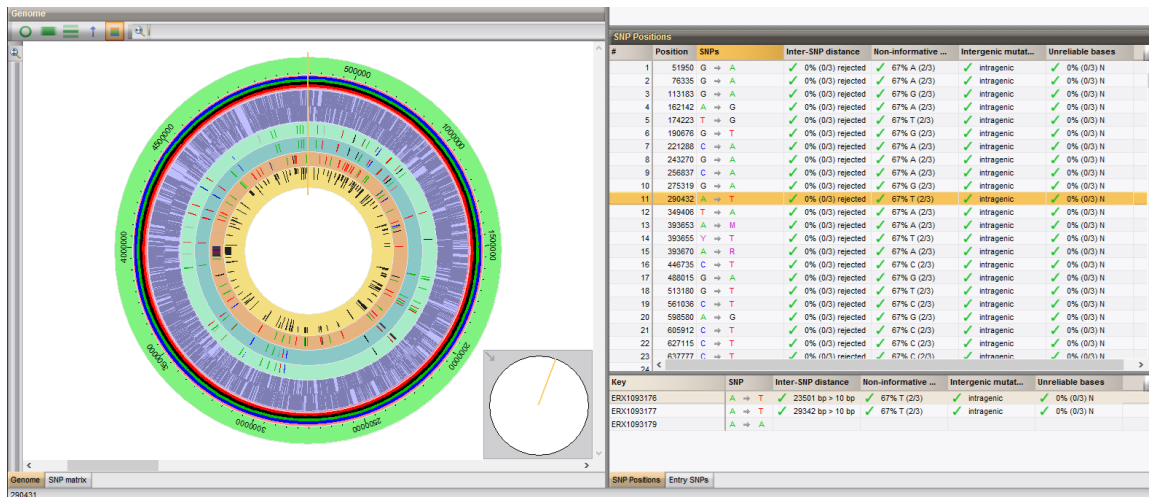 Genome
500000
1000000
1500000
2000000
2500000
3000000
3500000
4000000
4500000
Genome SNP matrix
290431
SNP Positions
# Position SNPs Inter-SNP distance Non-informative ... Intergenic mutat... Unreliable bases
1 51950 G ⇒ A ✓ 0% (0/3) rejected ✓ 67% A (2/3) ✓ intragenic ✓ 0% (0/3) N
2 76335 G ⇒ A ✓ 0% (0/3) rejected ✓ 67% A (2/3) ✓ intragenic ✓ 0% (0/3) N
3 113183 G ⇒ A ✓ 0% (0/3) rejected ✓ 67% G (2/3) ✓ intragenic ✓ 0% (0/3) N
4 162142 A ⇒ G ✓ 0% (0/3) rejected ✓ 67% A (2/3) ✓ intragenic ✓ 0% (0/3) N
5 174223 T ⇒ G ✓ 0% (0/3) rejected ✓ 67% T (2/3) ✓ intragenic ✓ 0% (0/3) N
6 190676 G ⇒ T ✓ 0% (0/3) rejected ✓ 67% G (2/3) ✓ intragenic ✓ 0% (0/3) N
7 221288 C ⇒ A ✓ 0% (0/3) rejected ✓ 67% A (2/3) ✓ intragenic ✓ 0% (0/3) N
8 243270 G ⇒ A ✓ 0% (0/3) rejected ✓ 67% A (2/3) ✓ intragenic ✓ 0% (0/3) N
9 256837 C ⇒ A ✓ 0% (0/3) rejected ✓ 67% A (2/3) ✓ intragenic ✓ 0% (0/3) N
10 275319 G ⇒ A ✓ 0% (0/3) rejected ✓ 67% G (2/3) ✓ intragenic ✓ 0% (0/3) N
11 290432 A ⇒ T ✓ 0% (0/3) rejected ✓ 67% T (2/3) ✓ intragenic ✓ 0% (0/3) N
12 349406 T ⇒ A ✓ 0% (0/3) rejected ✓ 67% A (2/3) ✓ intragenic ✓ 0% (0/3) N
13 393653 A ⇒ M ✓ 0% (0/3) rejected ✓ 67% A (2/3) ✓ intragenic ✓ 0% (0/3) N
14 393655 Y ⇒ T ✓ 0% (0/3) rejected ✓ 67% T (2/3) ✓ intragenic ✓ 0% (0/3) N
15 393670 A ⇒ R ✓ 0% (0/3) rejected ✓ 67% A (2/3) ✓ intragenic ✓ 0% (0/3) N
16 446735 C ⇒ T ✓ 0% (0/3) rejected ✓ 67% C (2/3) ✓ intragenic ✓ 0% (0/3) N
17 488015 G ⇒ A ✓ 0% (0/3) rejected ✓ 67% G (2/3) ✓ intragenic ✓ 0% (0/3) N
18 513180 G ⇒ T ✓ 0% (0/3) rejected ✓ 67% T (2/3) ✓ intragenic ✓ 0% (0/3) N
19 561036 C ⇒ T ✓ 0% (0/3) rejected ✓ 67% C (2/3) ✓ intragenic ✓ 0% (0/3) N
20 598580 A ⇒ G ✓ 0% (0/3) rejected ✓ 67% G (2/3) ✓ intragenic ✓ 0% (0/3) N
21 605912 C ⇒ T ✓ 0% (0/3) rejected ✓ 67% C (2/3) ✓ intragenic ✓ 0% (0/3) N
22 627115 C ⇒ T ✓ 0% (0/3) rejected ✓ 67% C (2/3) ✓ intragenic ✓ 0% (0/3) N
23 637777 C ⇒ T ✓ 0% (0/3) rejected ✓ 67% C (2/3) ✓ intragenic ✓ 0% (0/3) N
24
Key SNP Inter-SNP distance Non-informative ... Intergenic mutat... Unreliable bases
ERX1093176 A ⇒ T ✓ 23501 bp > 10 bp ✓ 67% T (2/3) ✓ intragenic ✓ 0% (0/3) N
ERX1093177 A ⇒ T ✓ 29342 bp > 10 bp ✓ 67% T (2/3) ✓ intragenic ✓ 0% (0/3) N
ERX1093179 A ⇒ A
SNP Positions Entry SNPs